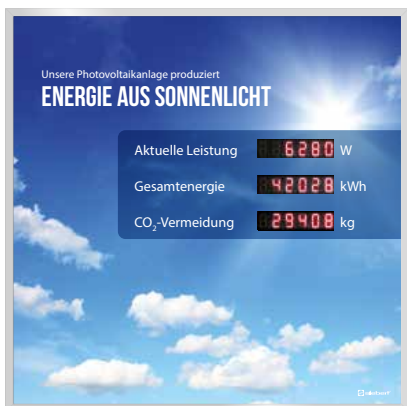 Unsere Photovoltaikanlage produziert
ENERGIE AUS SONNENLICHT
Aktuelle Leistung 6280 W
Gesamtenergie 42028 kWh
CO₂-Vermeidung 29408 kg